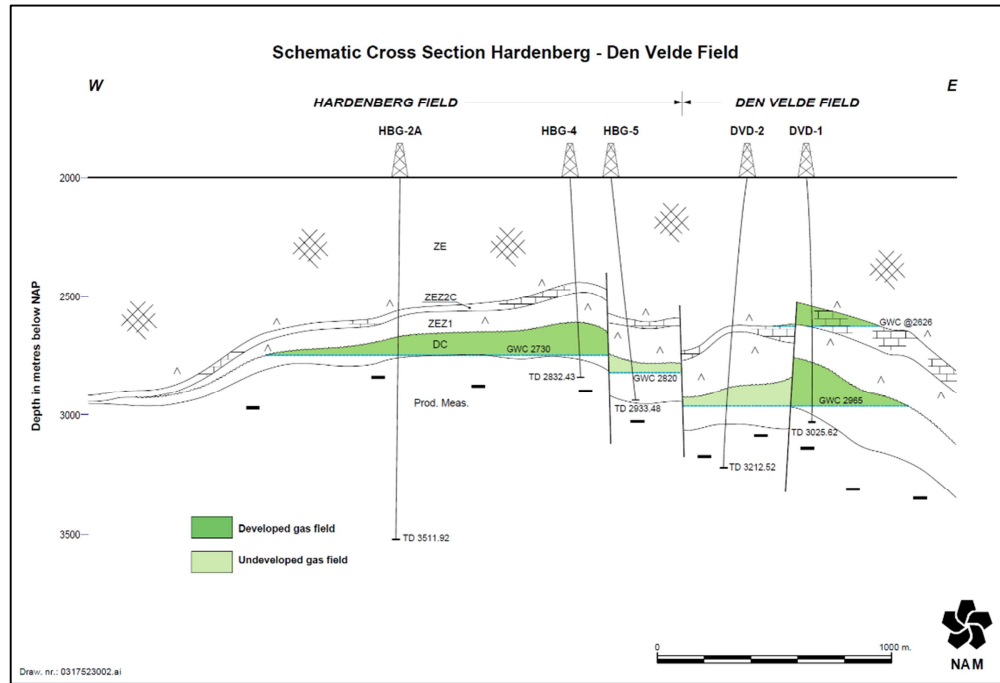 Schematic Cross Section Hardenberg - Den Velde Field
W
E
HARDENBERG FIELD
DEN VELDE FIELD
HBG-2A
HBG-4
HBG-5
DVD-2
DVD-1
2000
ZE
2500
ZEZ2C
GWC @2626
ZEZ1
DC
GWC 2730
TD 2832.43
GWC 2820
Prod. Meas.
TD 2933.48
GWC 2965
3000
TD 3025.62
TD 3212.52
3500
TD 3511.92
Depth in metres below NAP
Developed gas field
Undeveloped gas field
0
1000 m.
NAM
Draw. nr.: 0317523002.ai